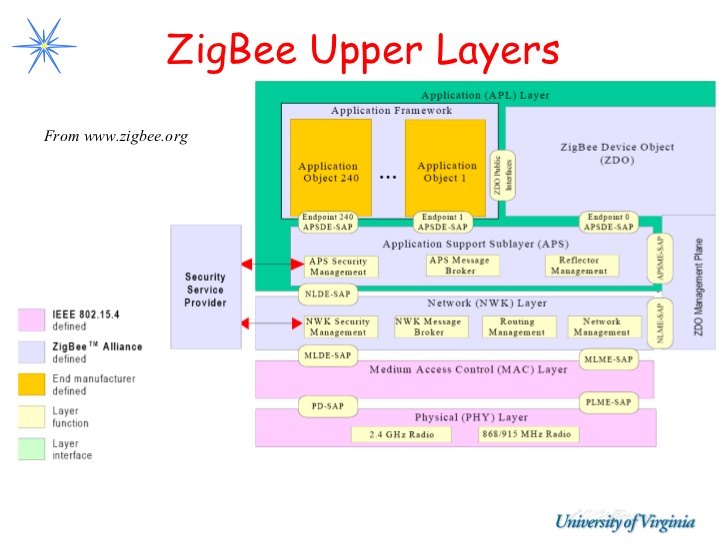 ZigBee Upper Layers
From www.zigbee.org
Application (APL) Layer
Application Framework
Application
Object 240
...
Application
Object 1
ZDO Public
Interfaces
ZigBee Device Object
(ZDO)
Endpoint 240
APSDE-SAP
Endpoint 1
APSDE-SAP
Endpoint 0
APSDE-SAP
Application Support Sublayer (APS)
APS Security
Management
APS Message
Broker
Reflector
Management
APSME-SAP
ZDO Management Plane
Security
Service
Provider
NLDE-SAP
Network (NWK) Layer
NWK Security
Management
NWK Message
Broker
Routing
Management
Network
Management
NLME-SAP
MLDE-SAP
MLME-SAP
Medium Access Control (MAC) Layer
PD-SAP
PLME-SAP
Physical (PHY) Layer
2.4 GHz Radio
868/915 MHz Radio
IEEE 802.15.4
defined
ZigBee™ Alliance
defined
End manufacturer
defined
Layer
function
Layer
interface
University of Virginia